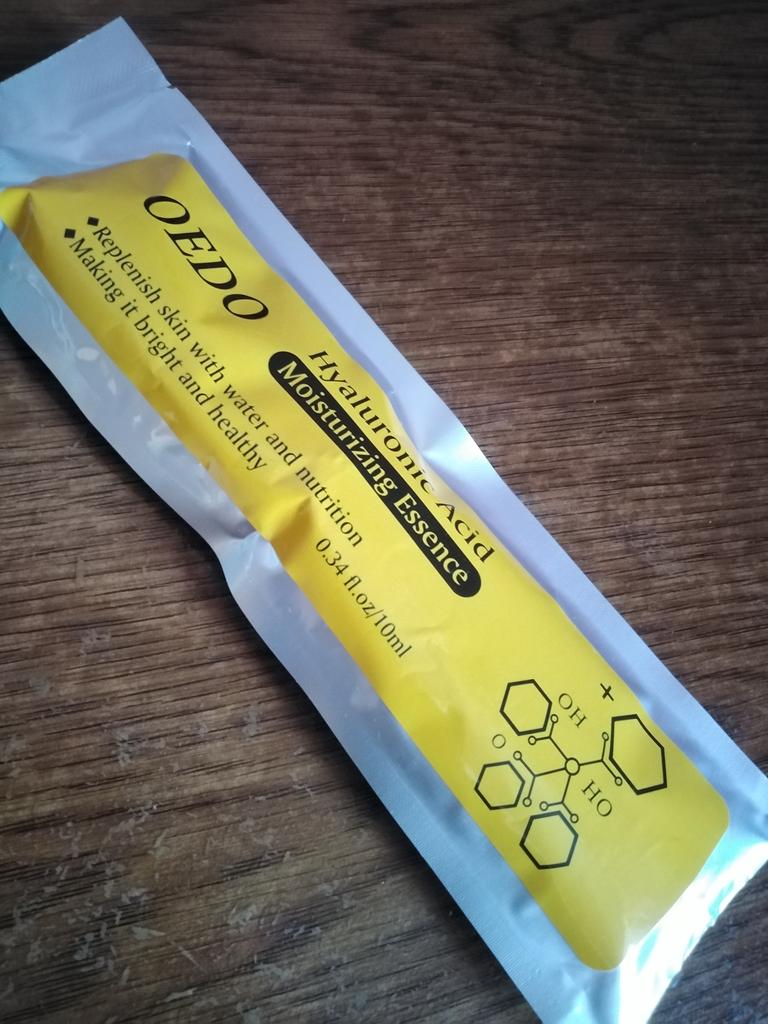 OEDO
◆Replenish skin with water and nutrition
◆Making it bright and healthy
Hyaluronic Acid
Moisturizing Essence
0.34 fl.oz/10ml
+
OH
O
HO